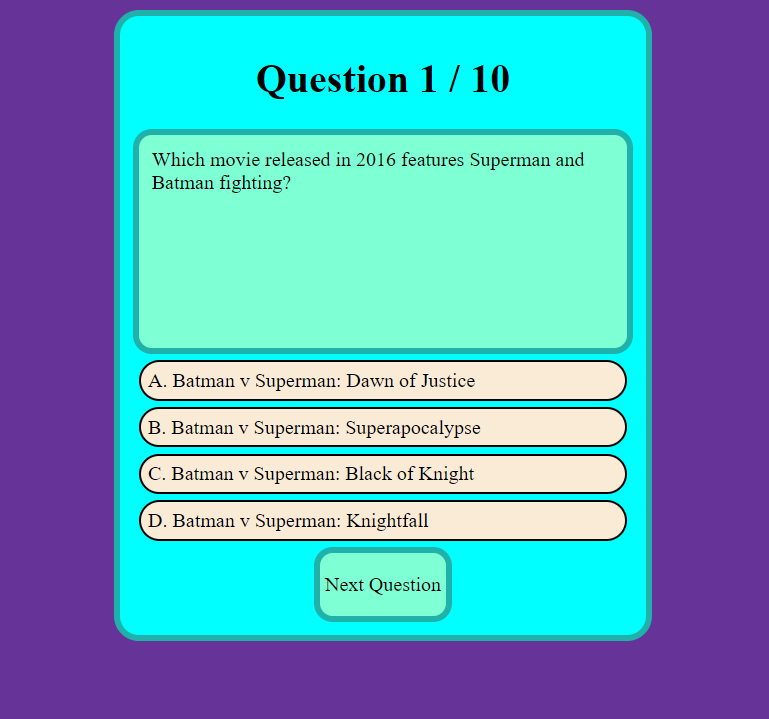 Question 1 / 10
Which movie released in 2016 features Superman and
Batman fighting?
A. Batman v Superman: Dawn of Justice
B. Batman v Superman: Superapocalypse
C. Batman v Superman: Black of Knight
D. Batman v Superman: Knightfall
Next Question